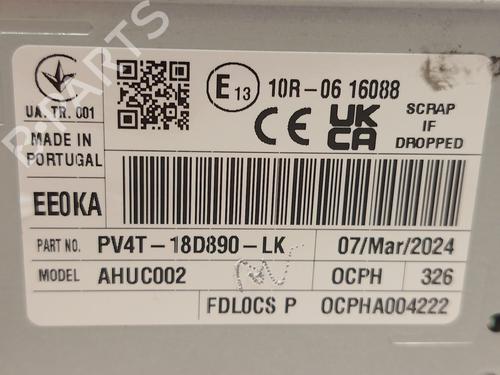 E 13
10R-06 16088
UA. TR. 001
CE
UK
CA
SCRAP
IF
DROPPED
MADE IN
PORTUGAL
EE0KA
PART NO. PV4T-18D890-LK 07/Mar/2024
MODEL AHUC002 OCPH 326
FDLOCS P OCPHA004222